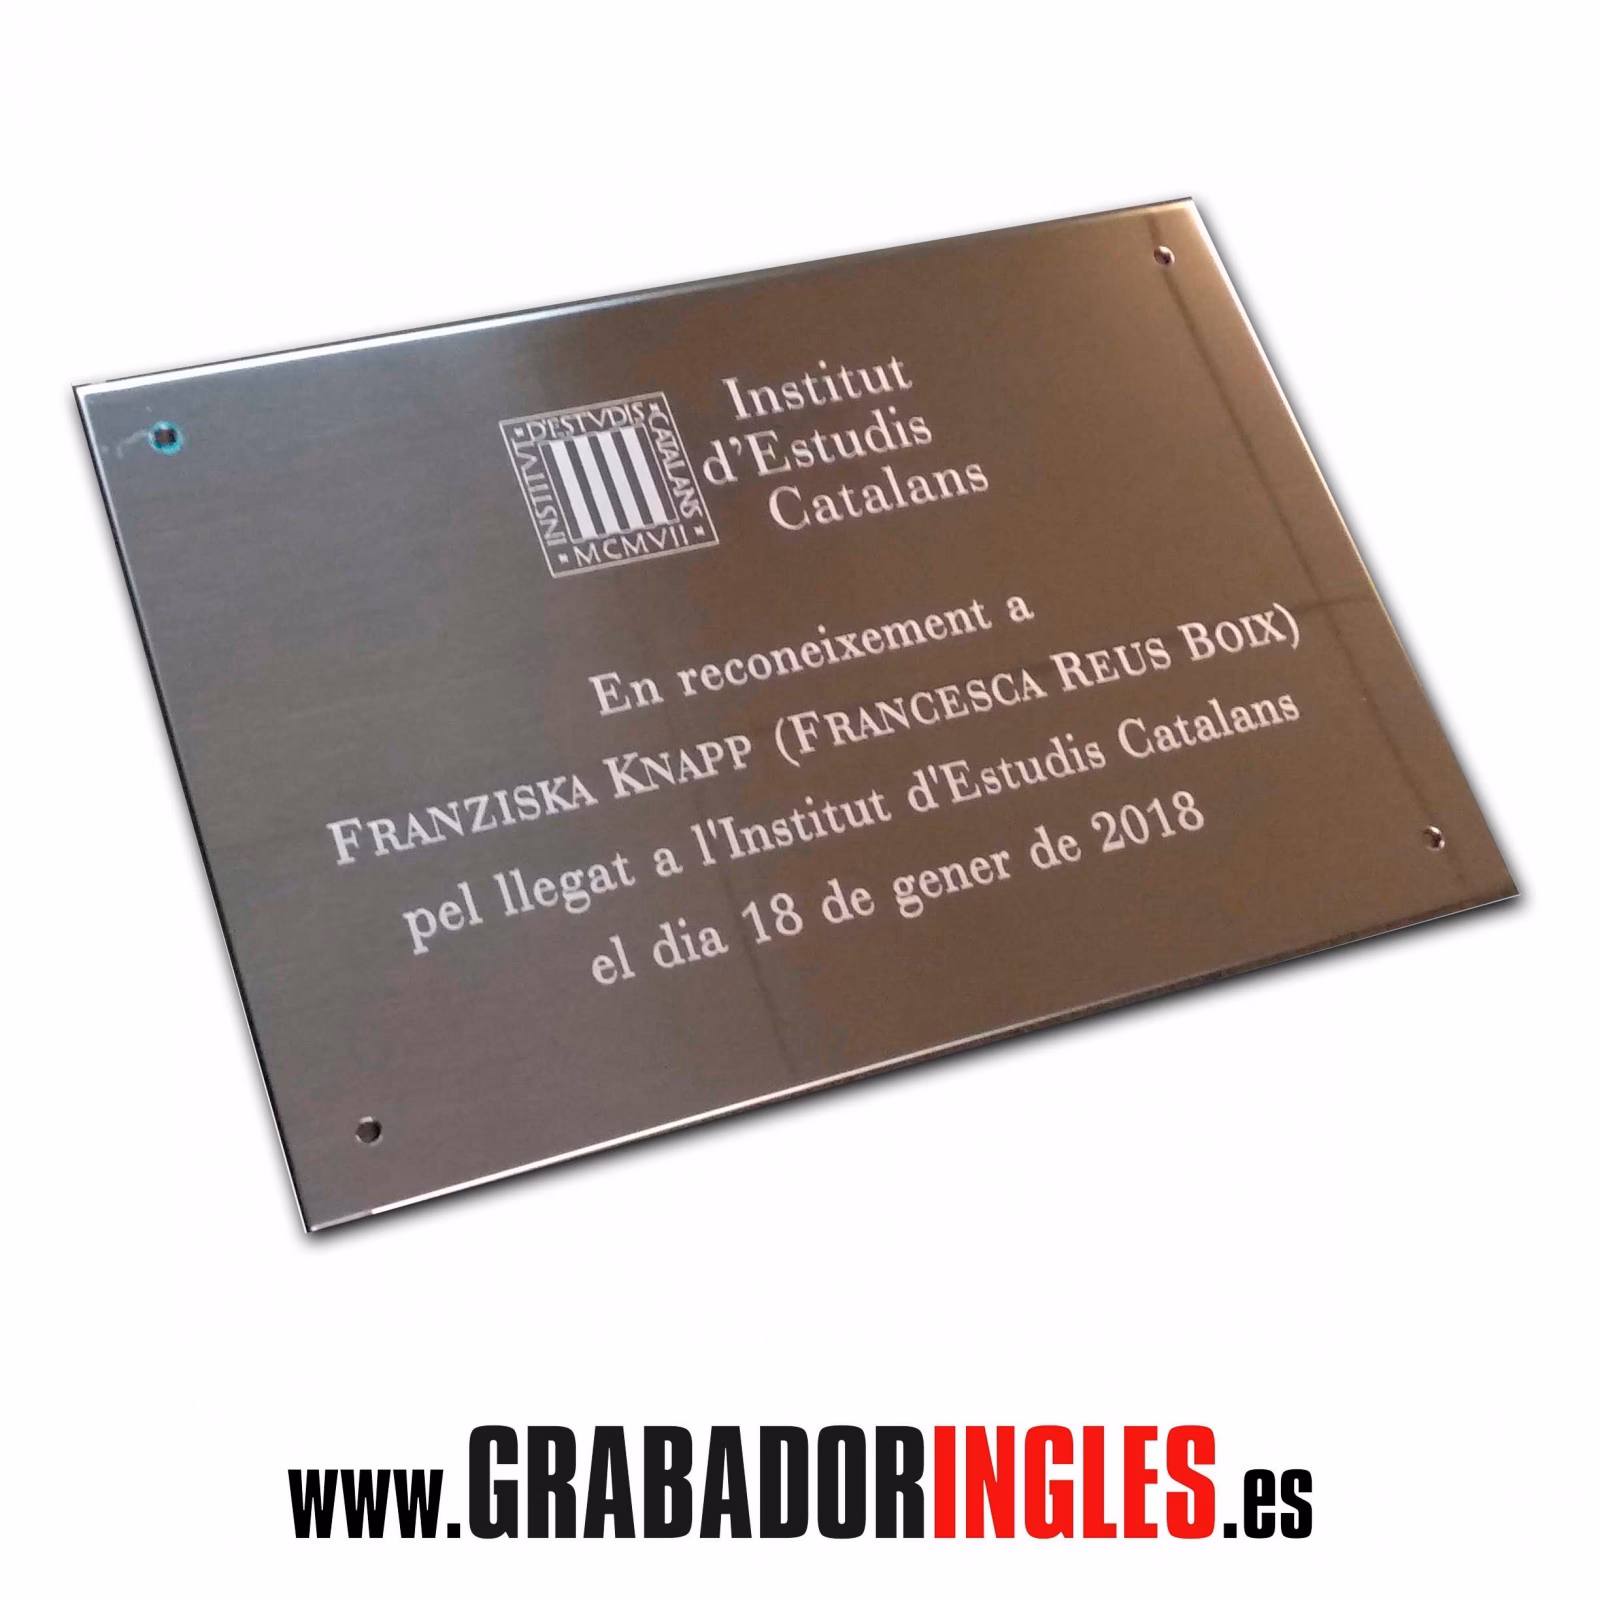 INSTITVT
D'ESTVDIS
CATALANS
MCMVII
Institut
d'Estudis
Catalans
En reconeixement a
FRANZISKA KNAPP (FRANCESCA REUS BOIX)
pel llegat a l'Institut d'Estudis Catalans
el dia 18 de gener de 2018
www.GRABADORINGLES.es